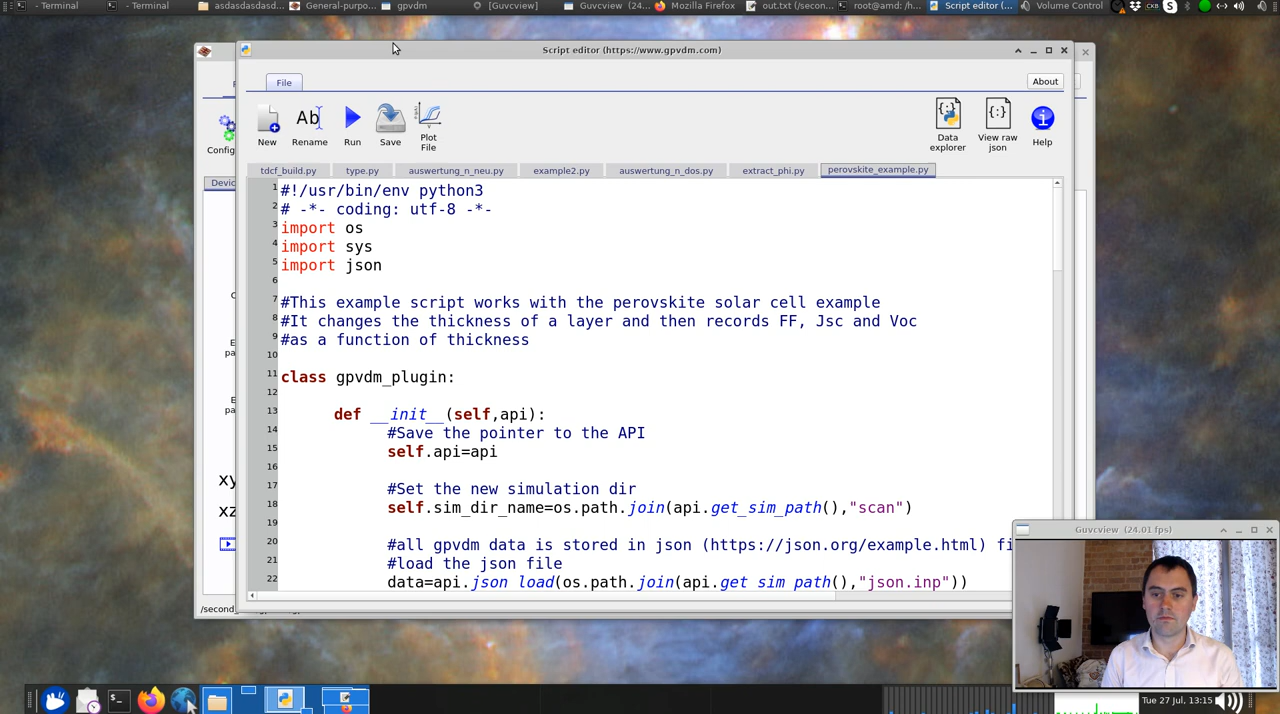 - Terminal
- Terminal
asdasdasdasd...
General-purpo...
gpvdm
[Guvcview]
Guvcview (24....
Mozilla Firefox
out.txt (/secon...
root@amd: /h...
Script editor (...
Volume Control
CKB
S
Script editor (https://www.gpvdm.com)
File
About
New
Ab
Rename
Run
Save
Plot
File
{:}
Data
explorer
{:}
View raw
json
Help
Config
tdcf_build.py
type.py
auswertung_n_neu.py
example2.py
auswertung_n_dos.py
extract_phi.py
perovskite_example.py
Devic
1 #!/usr/bin/env python3
2 # -*- coding: utf-8 -*-
3 import os
4 import sys
5 import json
6
7 #This example script works with the perovskite solar cell example
8 #It changes the thickness of a layer and then records FF, Jsc and Voc
9 #as a function of thickness
10
11 class gpvdm_plugin:
12
13 def __init__(self,api):
14 #Save the pointer to the API
15 self.api=api
16
17 #Set the new simulation dir
18 self.sim_dir_name=os.path.join(api.get_sim_path(),"scan")
19
20 #all gpvdm data is stored in json (https://json.org/example.html) fi
21 #load the json file
22 data=api.json_load(os.path.join(api.get_sim_path(),"json.inp"))
E
pa
E
pa
xy
xz
/second_
Guvcview (24.01 fps)
Tue 27 Jul, 13:15